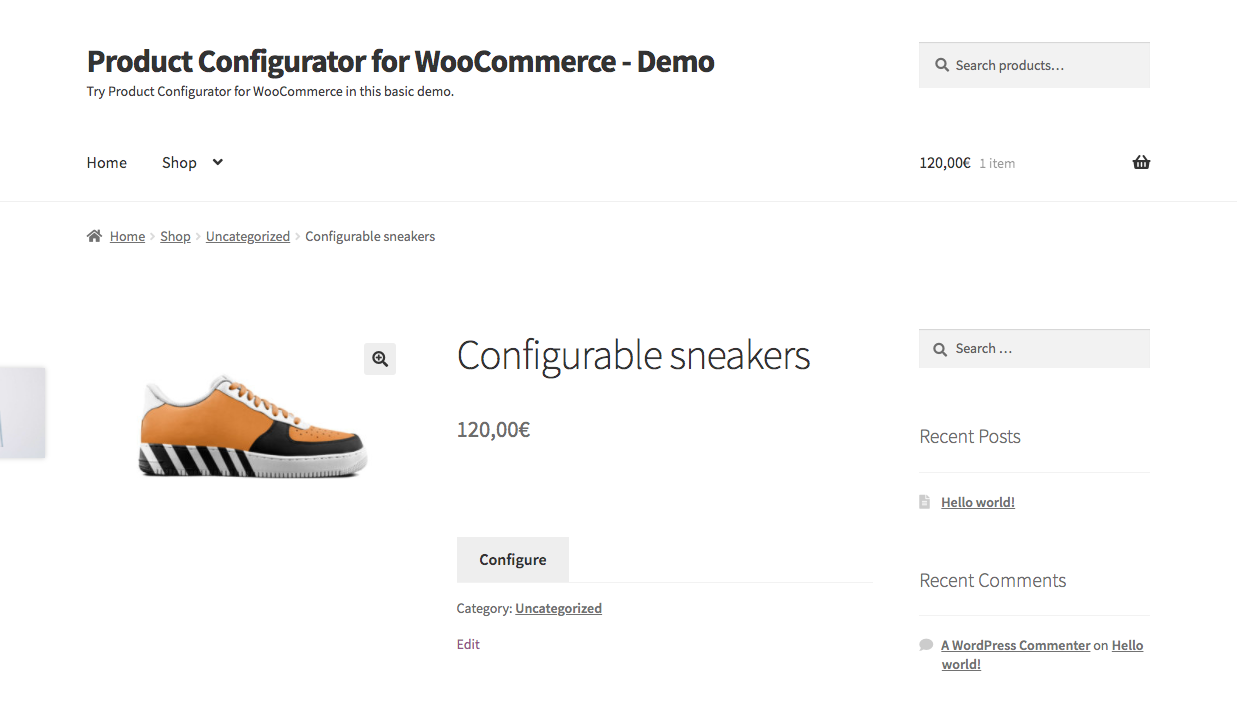 Product Configurator for WooCommerce - Demo
Try Product Configurator for WooCommerce in this basic demo.
Search products…
Home
Shop
120,00€ 1 item
Home
Shop
Uncategorized
Configurable sneakers
Configurable sneakers
120,00€
Configure
Category: Uncategorized
Edit
Search …
Recent Posts
Hello world!
Recent Comments
A WordPress Commenter on Hello
world!